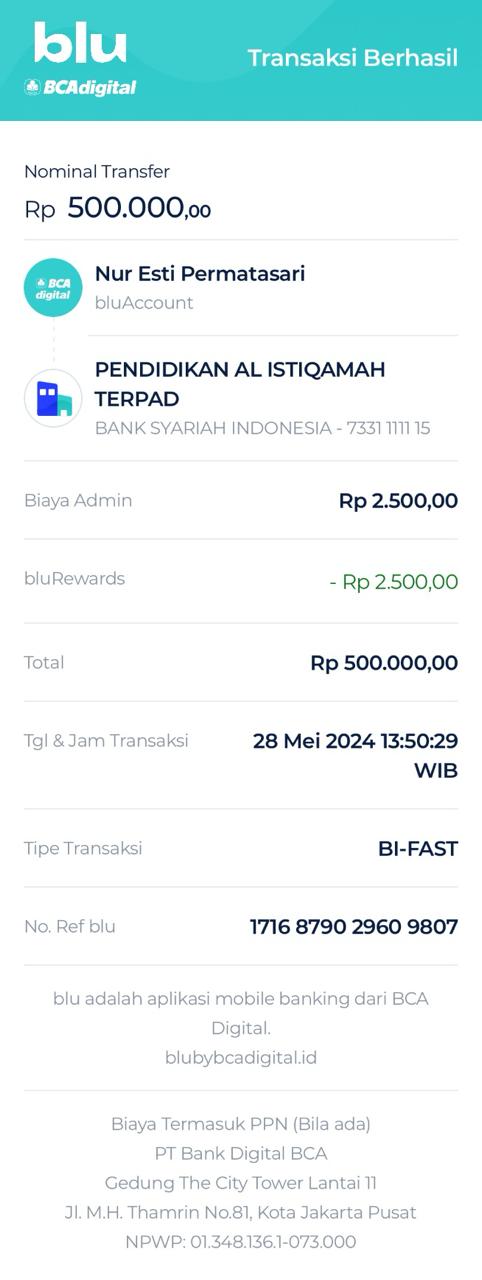 blu
BCAdigital
Transaksi Berhasil
Nominal Transfer
Rp 500.000,00
BCA
digital
Nur Esti Permatasari
bluAccount
PENDIDIKAN AL ISTIQAMAH
TERPAD
BANK SYARIAH INDONESIA - 7331 1111 15
Biaya Admin
Rp 2.500,00
bluRewards
- Rp 2.500,00
Total
Rp 500.000,00
Tgl & Jam Transaksi
28 Mei 2024 13:50:29
WIB
Tipe Transaksi
BI-FAST
No. Ref blu
1716 8790 2960 9807
blu adalah aplikasi mobile banking dari BCA
Digital.
blubybcadigital.id
Biaya Termasuk PPN (Bila ada)
PT Bank Digital BCA
Gedung The City Tower Lantai 11
Jl. M.H. Thamrin No.81, Kota Jakarta Pusat
NPWP: 01.348.136.1-073.000